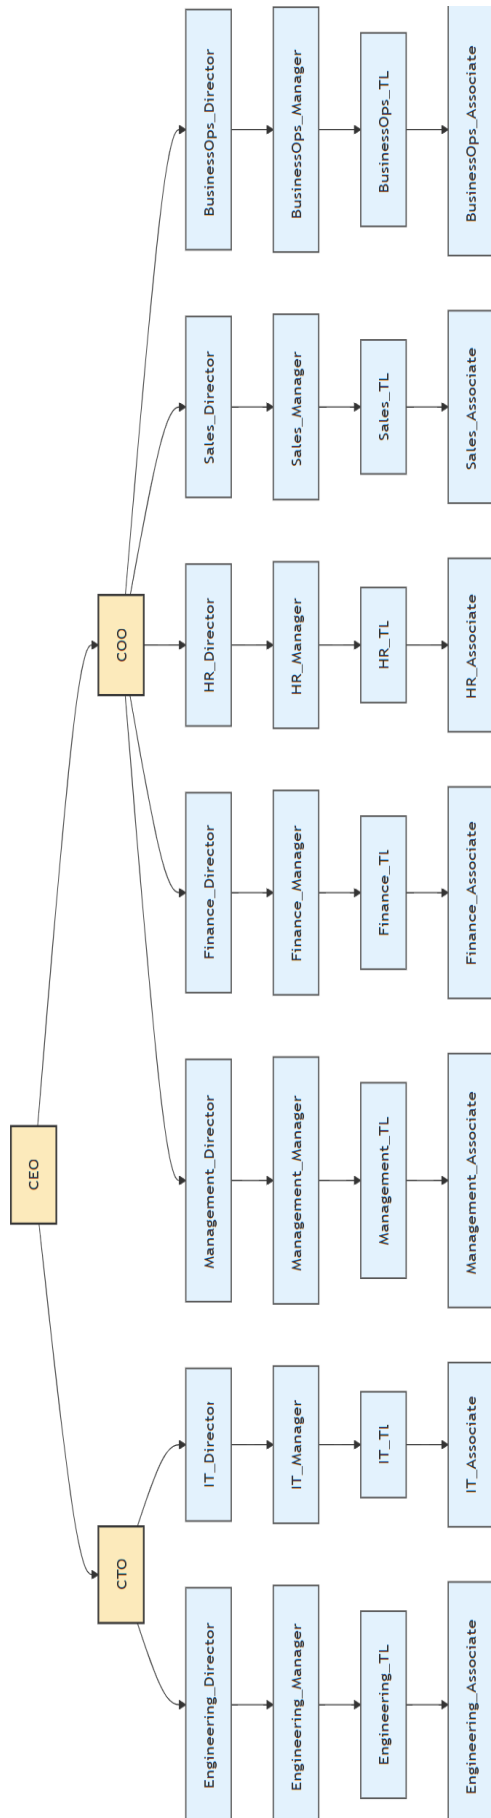 CEO
CTO
COO
Engineering_Director
IT_Director
Management_Director
Finance_Director
HR_Director
Sales_Director
BusinessOps_Director
Engineering_Manager
IT_Manager
Management_Manager
Finance_Manager
HR_Manager
Sales_Manager
BusinessOps_Manager
Engineering_TL
IT_TL
Management_TL
Finance_TL
HR_TL
Sales_TL
BusinessOps_TL
Engineering_Associate
IT_Associate
Management_Associate
Finance_Associate
HR_Associate
Sales_Associate
BusinessOps_Associate